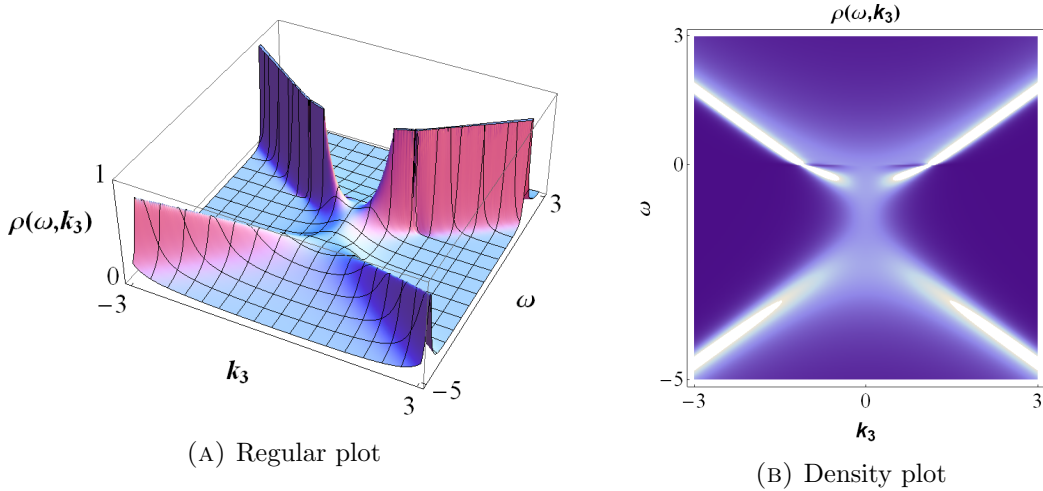 1
ρ(ω,k₃)
0
−3
k₃
3
−5
ω
3
(A) Regular plot
ρ(ω,k₃)
3
0
ω
−5
−3
0
3
k₃
(B) Density plot